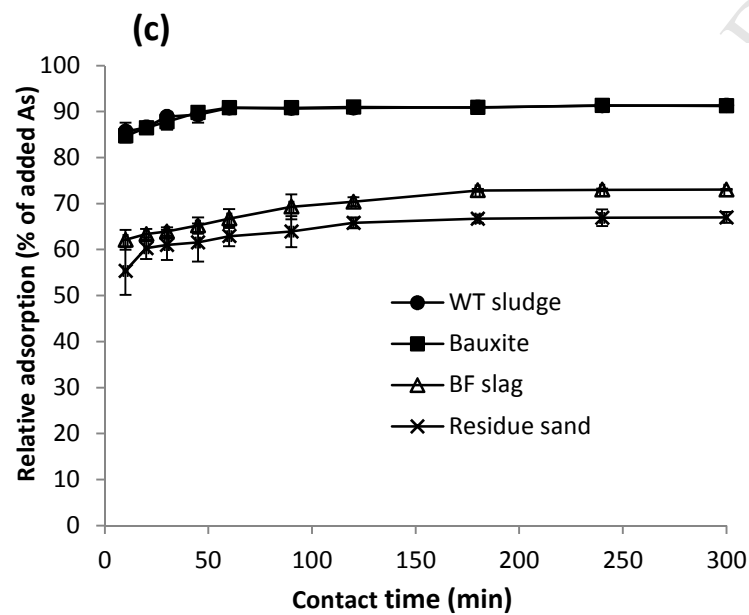 (c)
Relative adsorption (% of added As)
100
90
80
70
60
50
40
30
20
10
0
WT sludge
Bauxite
BF slag
Residue sand
0 50 100 150 200 250 300
Contact time (min)